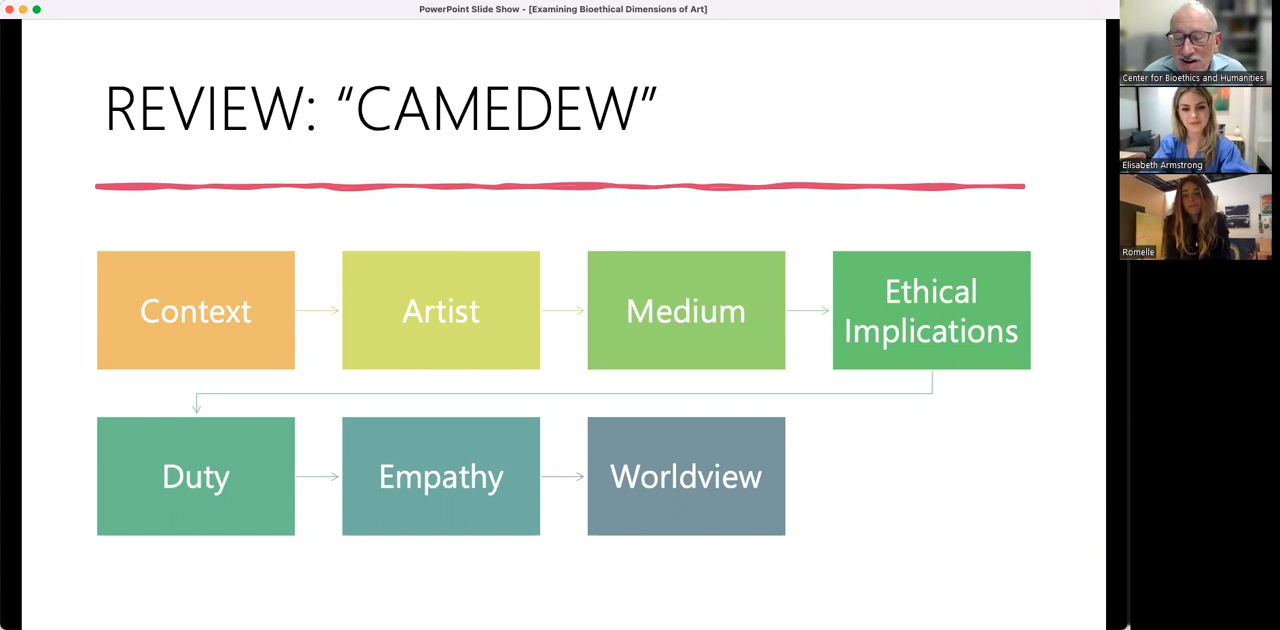 PowerPoint Slide Show - [Examining Bioethical Dimensions of Art]
REVIEW: “CAMEDEW”
Context
Artist
Medium
Ethical
Implications
Duty
Empathy
Worldview
Center for Bioethics and Humanities
Elisabeth Armstrong
Romelle